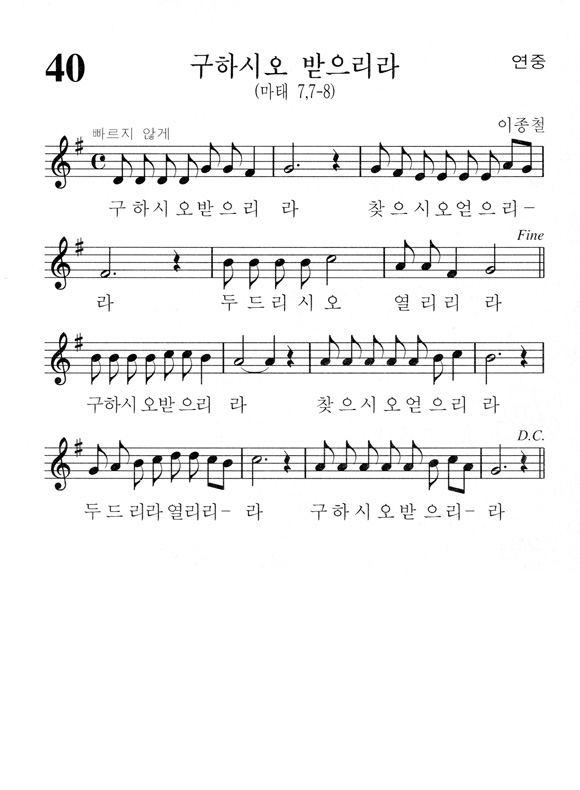 40
구하시오 받으리라
연중
(마태 7,7-8)
이종철
빠르지 않게
구 하 시 오 받 으 리 라 찾 으 시 오 얻 으 리 -
Fine
라 두 드 리 시 오 열 리 리 라
구하시 오받 으리 라 찾 으 시 오 얻 으 리 라
D.C.
두 드 리라 열리리- 라 구 하 시 오 받 으 리 - 라